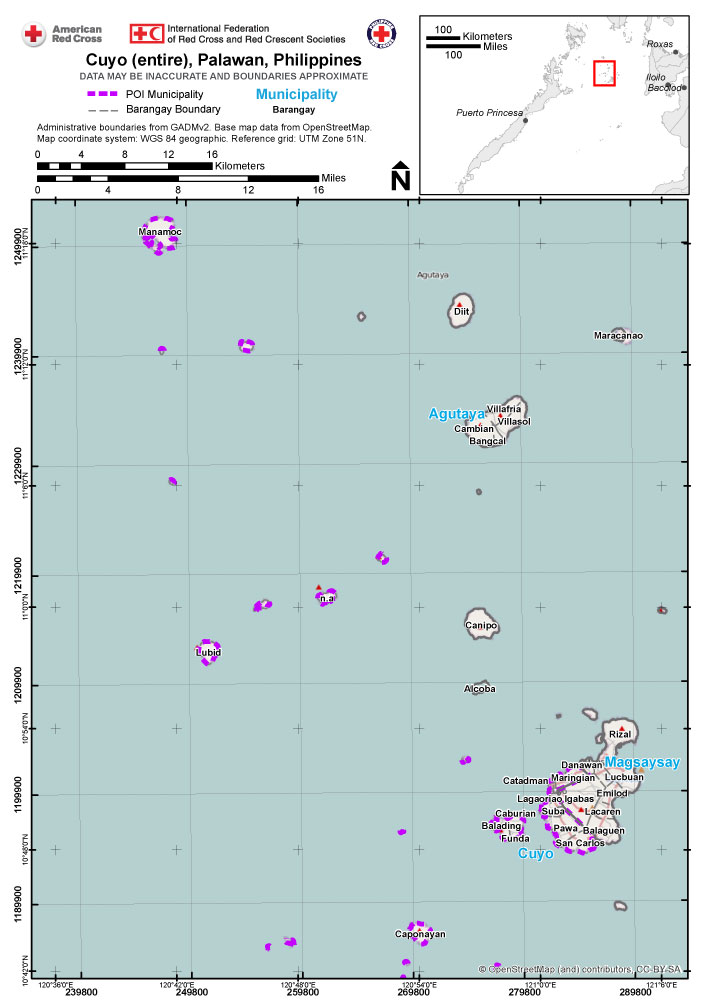 American
Red Cross
International Federation
of Red Cross and Red Crescent Societies
PHILIPPINE
RED CROSS
Cuyo (entire), Palawan, Philippines
DATA MAY BE INACCURATE AND BOUNDARIES APPROXIMATE
POI Municipality
Municipality
Barangay Boundary
Barangay
Administrative boundaries from GADMv2. Base map data from OpenStreetMap.
Map coordinate system: WGS 84 geographic. Reference grid: UTM Zone 51N.
0 4 8 12 16
Kilometers
Miles
0 4 8 12 16
N
100
Kilometers
Miles
100
Roxas
Iloilo
Bacolod
Puerto Princesa
Manamoc
Agutaya
Diit
Maracanao
Agutaya
Villafria
Villasol
Cambian
Bangcal
n.a
Canipo
Lubid
Alcoba
Rizal
Magsaysay
Danawan
Maringian
Lucbuan
Catadman
Emilod
Lagaoriao
Igabas
Suba
Lacaren
Caburian
Balading
Pawa
Balaguen
Funda
San Carlos
Cuyo
Caponayan
© OpenStreetMap (and) contributors, CC-BY-SA
1249900
11°18'0"N
1239900
11°12'0"N
1229900
11°6'0"N
1219900
11°0'0"N
1209900
10°54'0"N
1199900
10°48'0"N
1189900
10°42'0"N
120°36'0"E
120°42'0"E
120°48'0"E
120°54'0"E
121°0'0"E
121°6'0"E
239800
249800
259800
269800
279800
289800